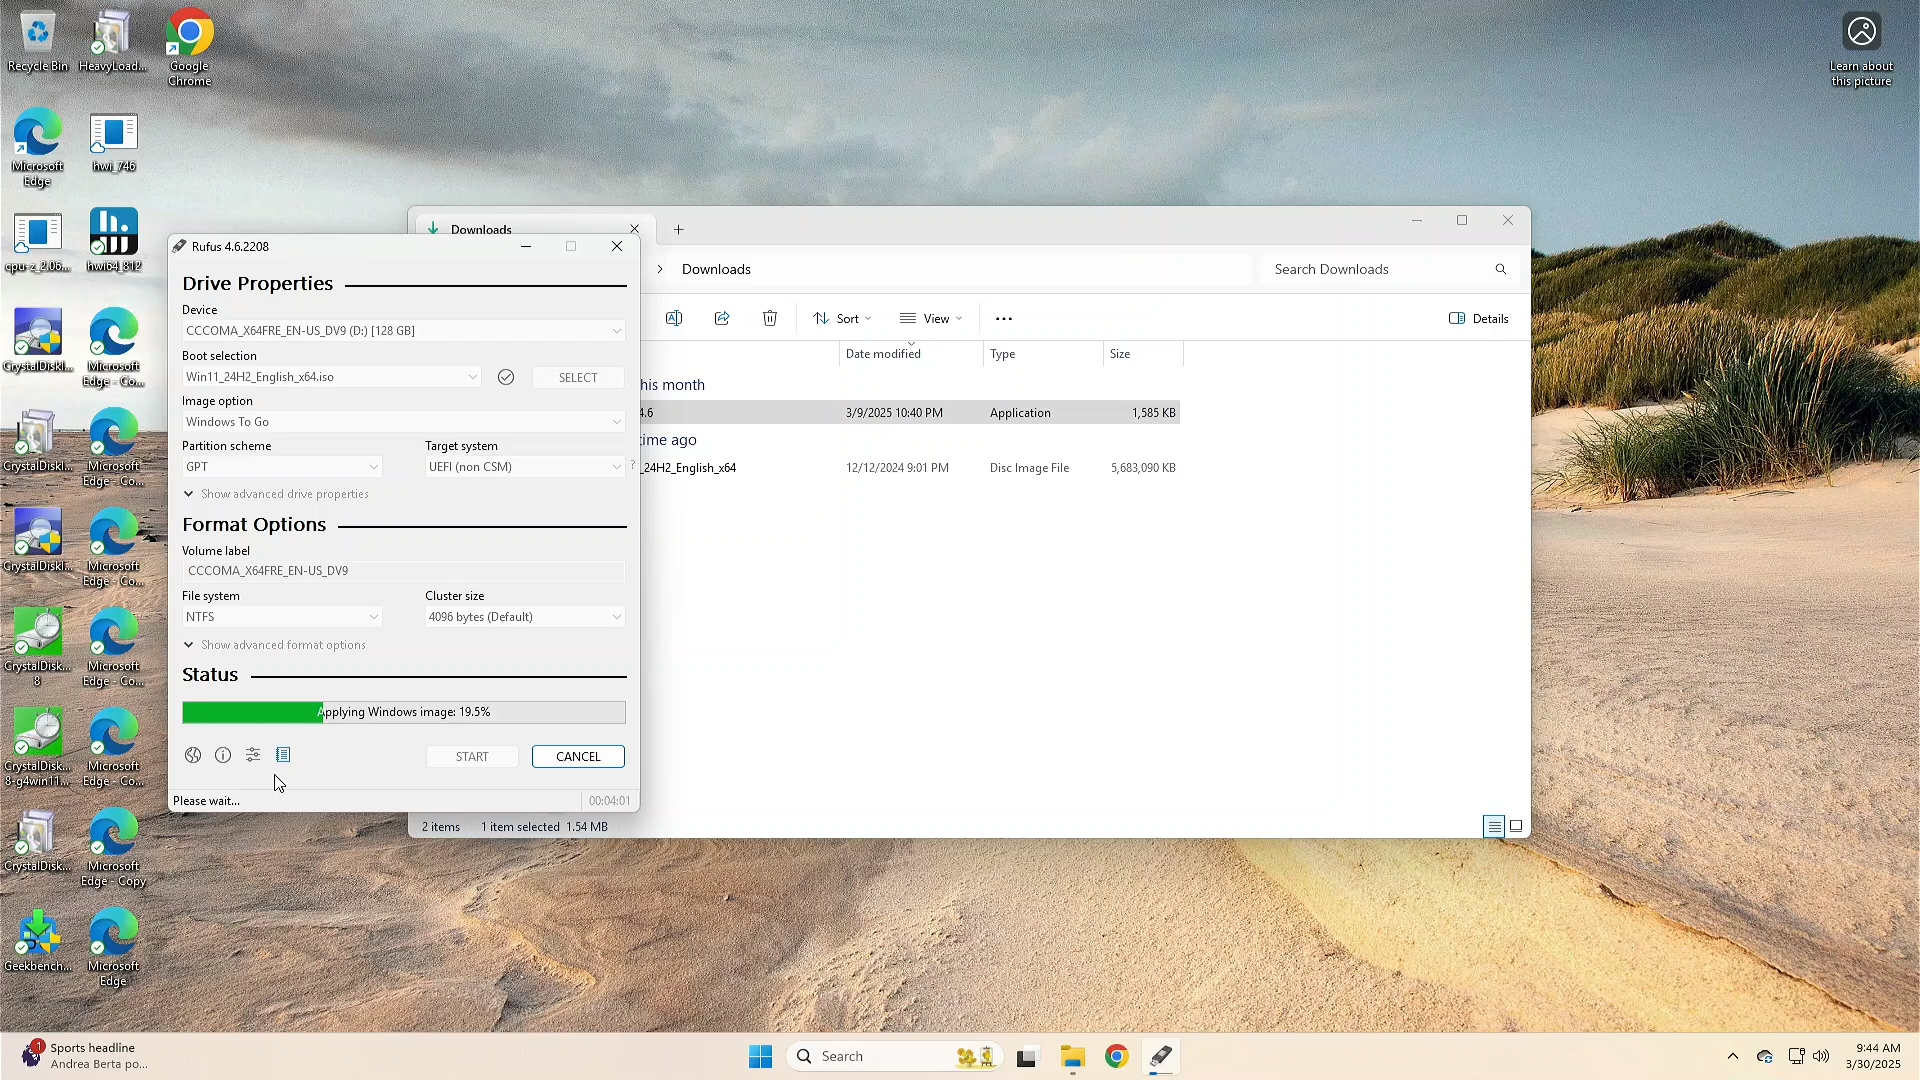 Recycle Bin
HeavyLoad...
Google
Chrome
Learn about
this picture
Microsoft
Edge
hwi_746
cpu-z_2.06...
hwi64_812
CrystalDiskI...
Microsoft
Edge - Co...
CrystalDiskI...
Microsoft
Edge - Co...
CrystalDiskI...
Microsoft
Edge - Co...
CrystalDisk...
8
Microsoft
Edge - Co...
CrystalDisk...
8-g4win11...
Microsoft
Edge - Co...
CrystalDisk...
Microsoft
Edge - Copy
Geekbench...
Microsoft
Edge
Downloads
Downloads
Search Downloads
Sort
View
Details
Date modified
Type
Size
his month
4.6
3/9/2025 10:40 PM
Application
1,585 KB
time ago
_24H2_English_x64
12/12/2024 9:01 PM
Disc Image File
5,683,090 KB
2 items
1 item selected 1.54 MB
Rufus 4.6.2208
Drive Properties
Device
CCCOMA_X64FRE_EN-US_DV9 (D:) [128 GB]
Boot selection
Win11_24H2_English_x64.iso
SELECT
Image option
Windows To Go
Partition scheme
Target system
GPT
UEFI (non CSM)
?
Show advanced drive properties
Format Options
Volume label
CCCOMA_X64FRE_EN-US_DV9
File system
Cluster size
NTFS
4096 bytes (Default)
Show advanced format options
Status
Applying Windows image: 19.5%
START
CANCEL
Please wait...
00:04:01
1
Sports headline
Andrea Berta po...
Search
9:44 AM
3/30/2025